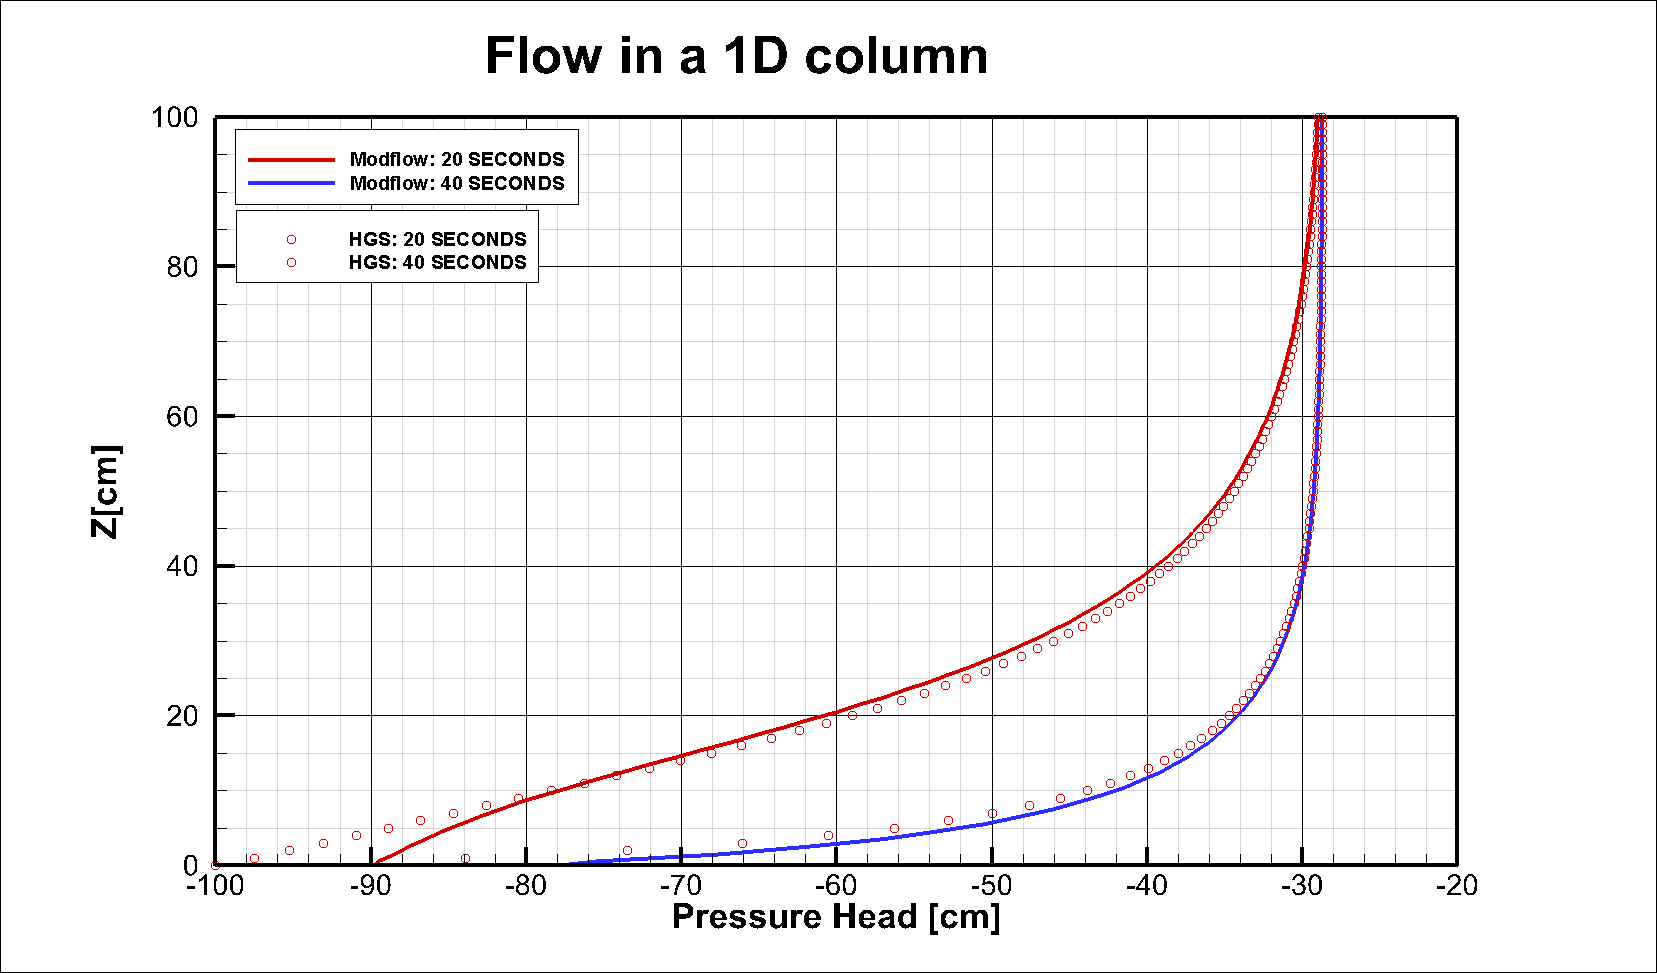 Flow in a 1D column
100
80
60
40
20
0
Z[cm]
Modflow: 20 SECONDS
Modflow: 40 SECONDS
HGS: 20 SECONDS
HGS: 40 SECONDS
-100 -90 -80 -70 -60 -50 -40 -30 -20
Pressure Head [cm]